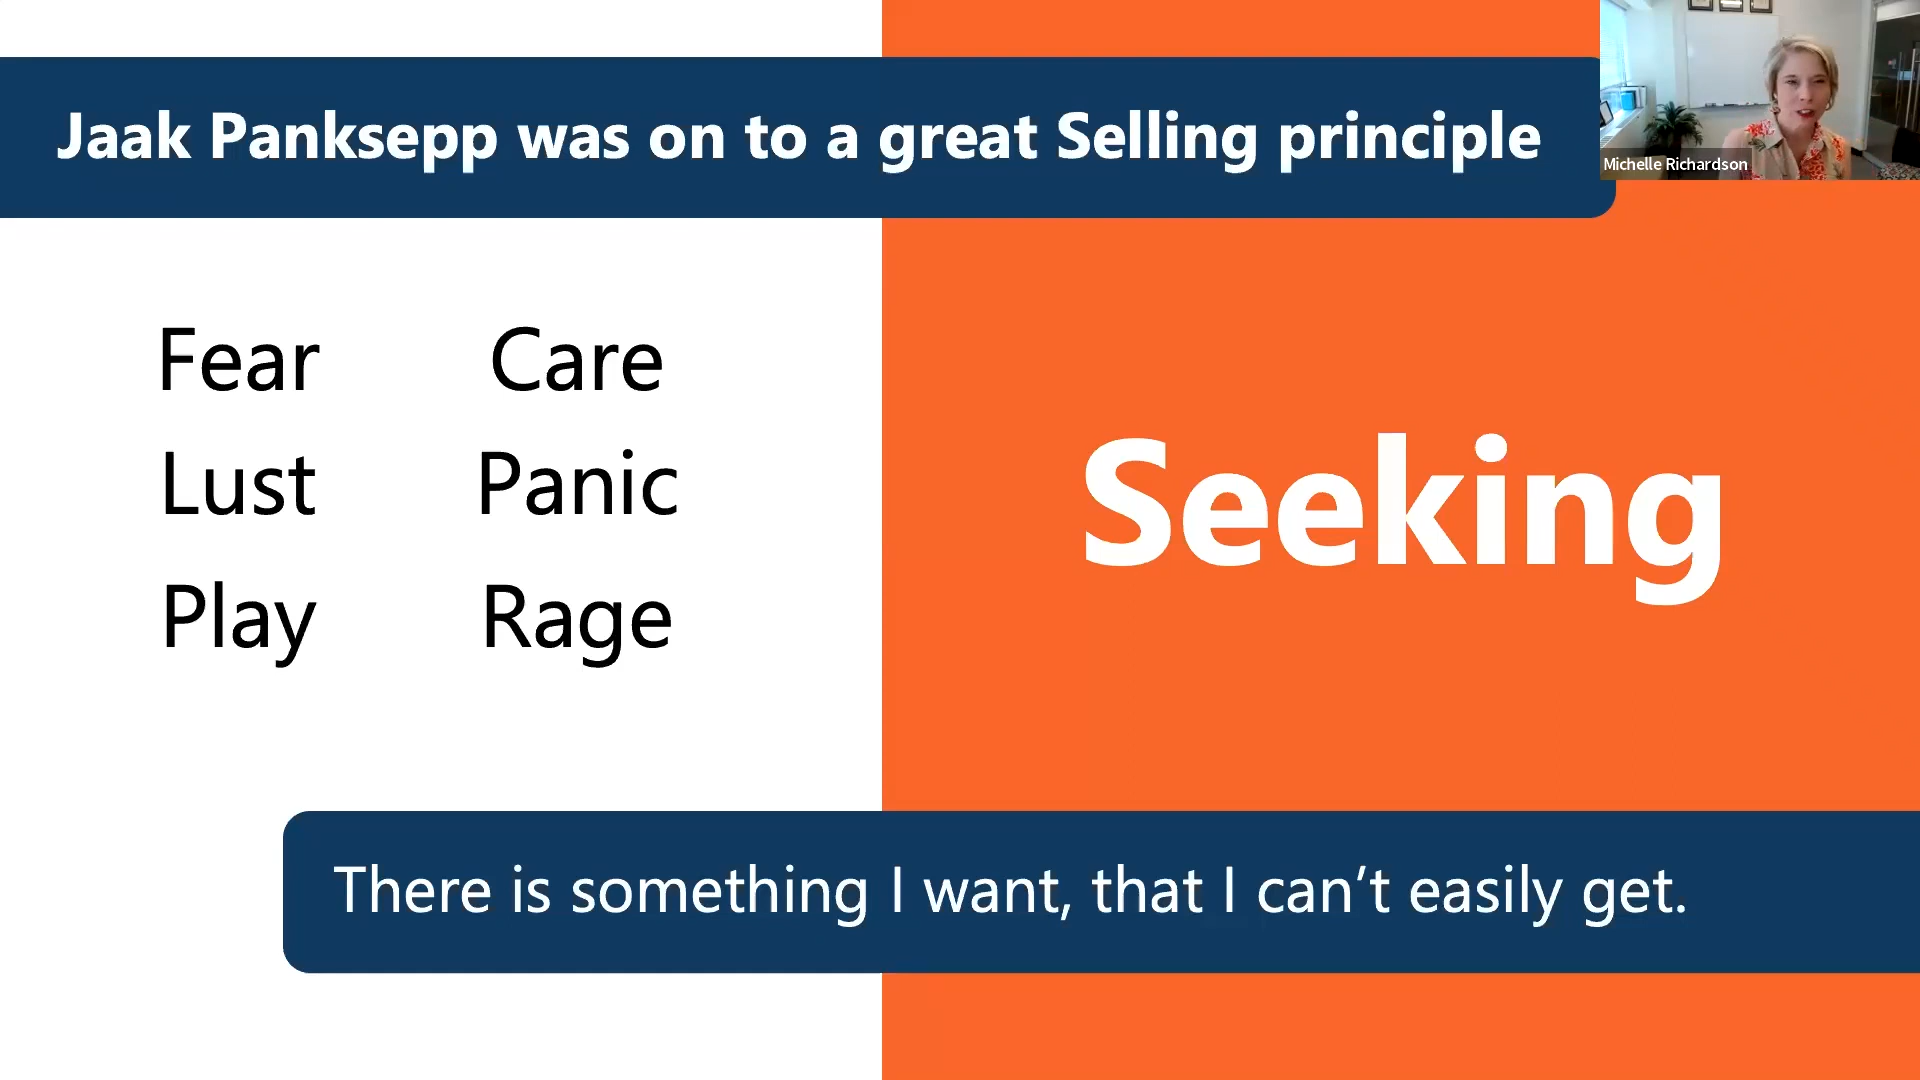 Jaak Panksepp was on to a great Selling principle
Michelle Richardson
Fear Care
Lust Panic
Play Rage
Seeking
There is something I want, that I can’t easily get.